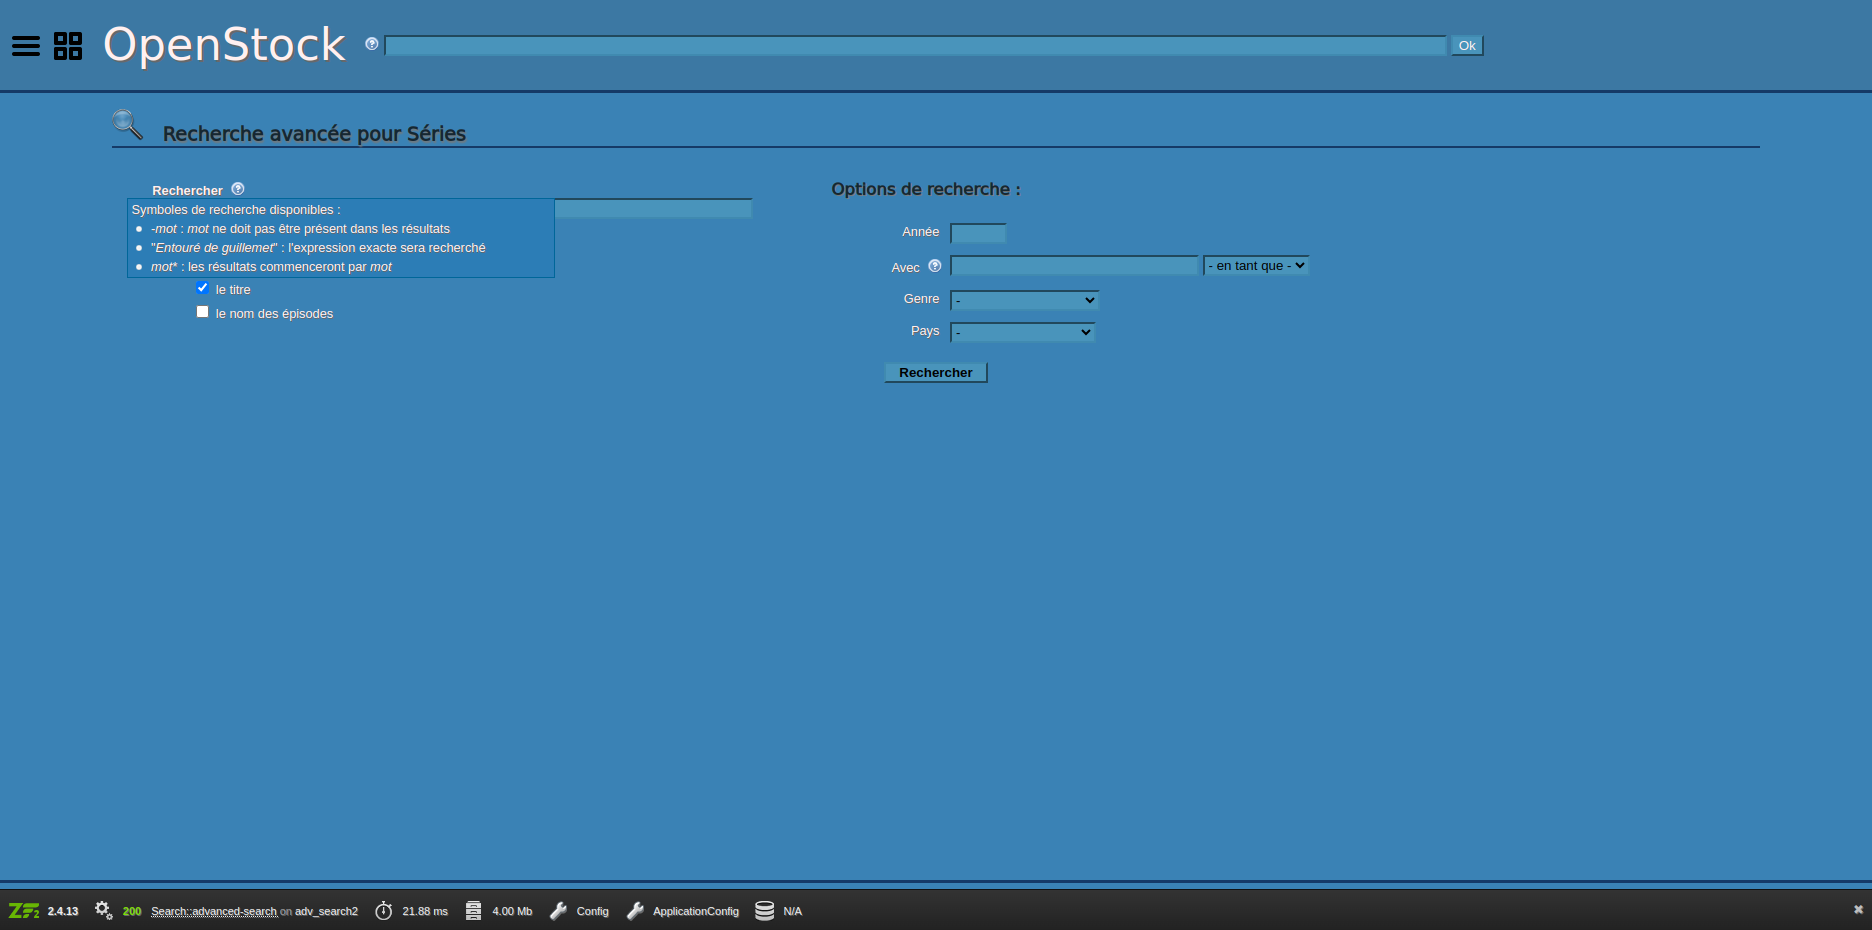 OpenStock
Ok
Recherche avancée pour Séries
Rechercher
Symboles de recherche disponibles :
-mot : mot ne doit pas être présent dans les résultats
"Entouré de guillemet" : l'expression exacte sera recherché
mot* : les résultats commenceront par mot
le titre
le nom des épisodes
Options de recherche :
Année
Avec - en tant que -
Genre -
Pays -
Rechercher
ZF2 2.4.13 200 Search::advanced-search on adv_search2 21.88 ms 4.00 Mb Config ApplicationConfig N/A